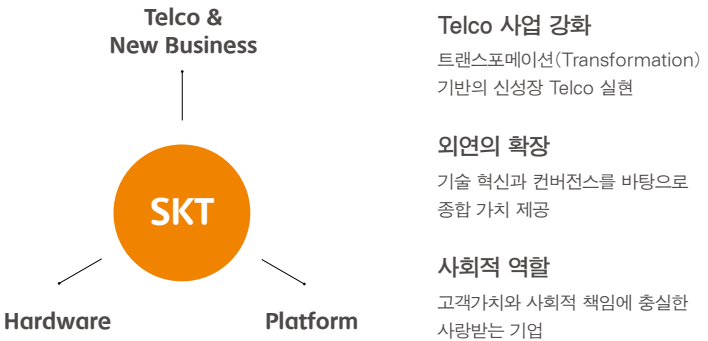 Telco &
New Business
SKT
Hardware
Platform
Telco 사업 강화
트랜스포메이션(Transformation)
기반의 신성장 Telco 실현
외연의 확장
기술 혁신과 컨버전스를 바탕으로
종합 가치 제공
사회적 역할
고객가치와 사회적 책임에 충실한
사랑받는 기업